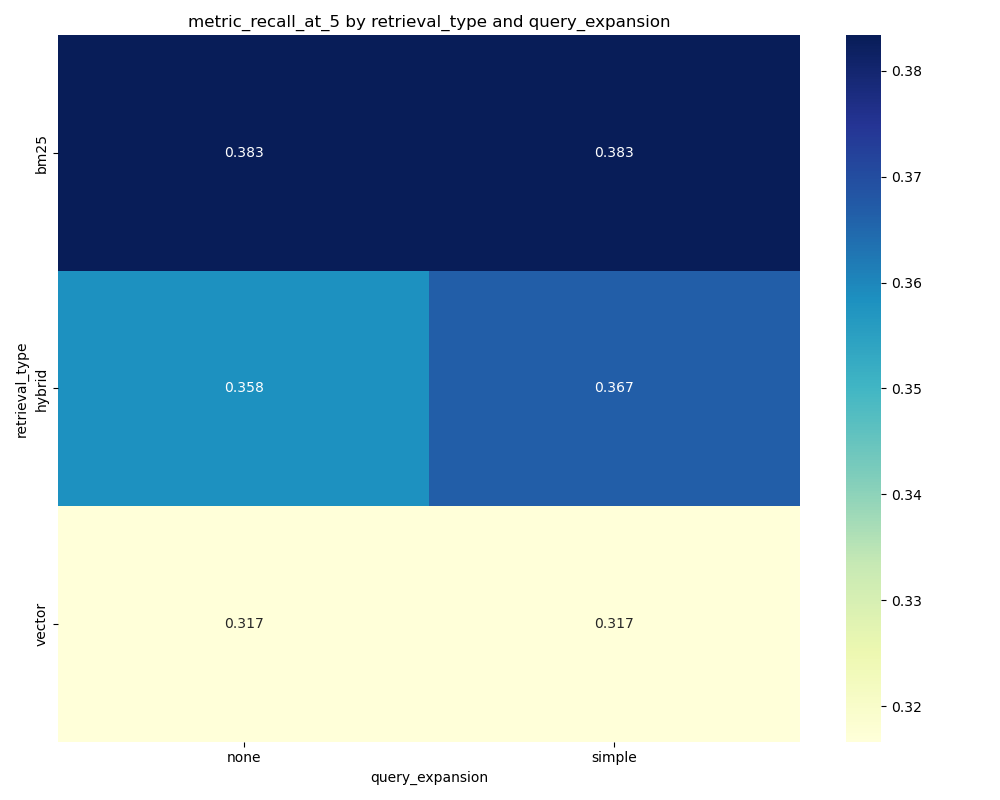 metric_recall_at_5 by retrieval_type and query_expansion
retrieval_type
bm25
0.383
0.383
hybrid
0.358
0.367
vector
0.317
0.317
none
simple
query_expansion
0.38
0.37
0.36
0.35
0.34
0.33
0.32